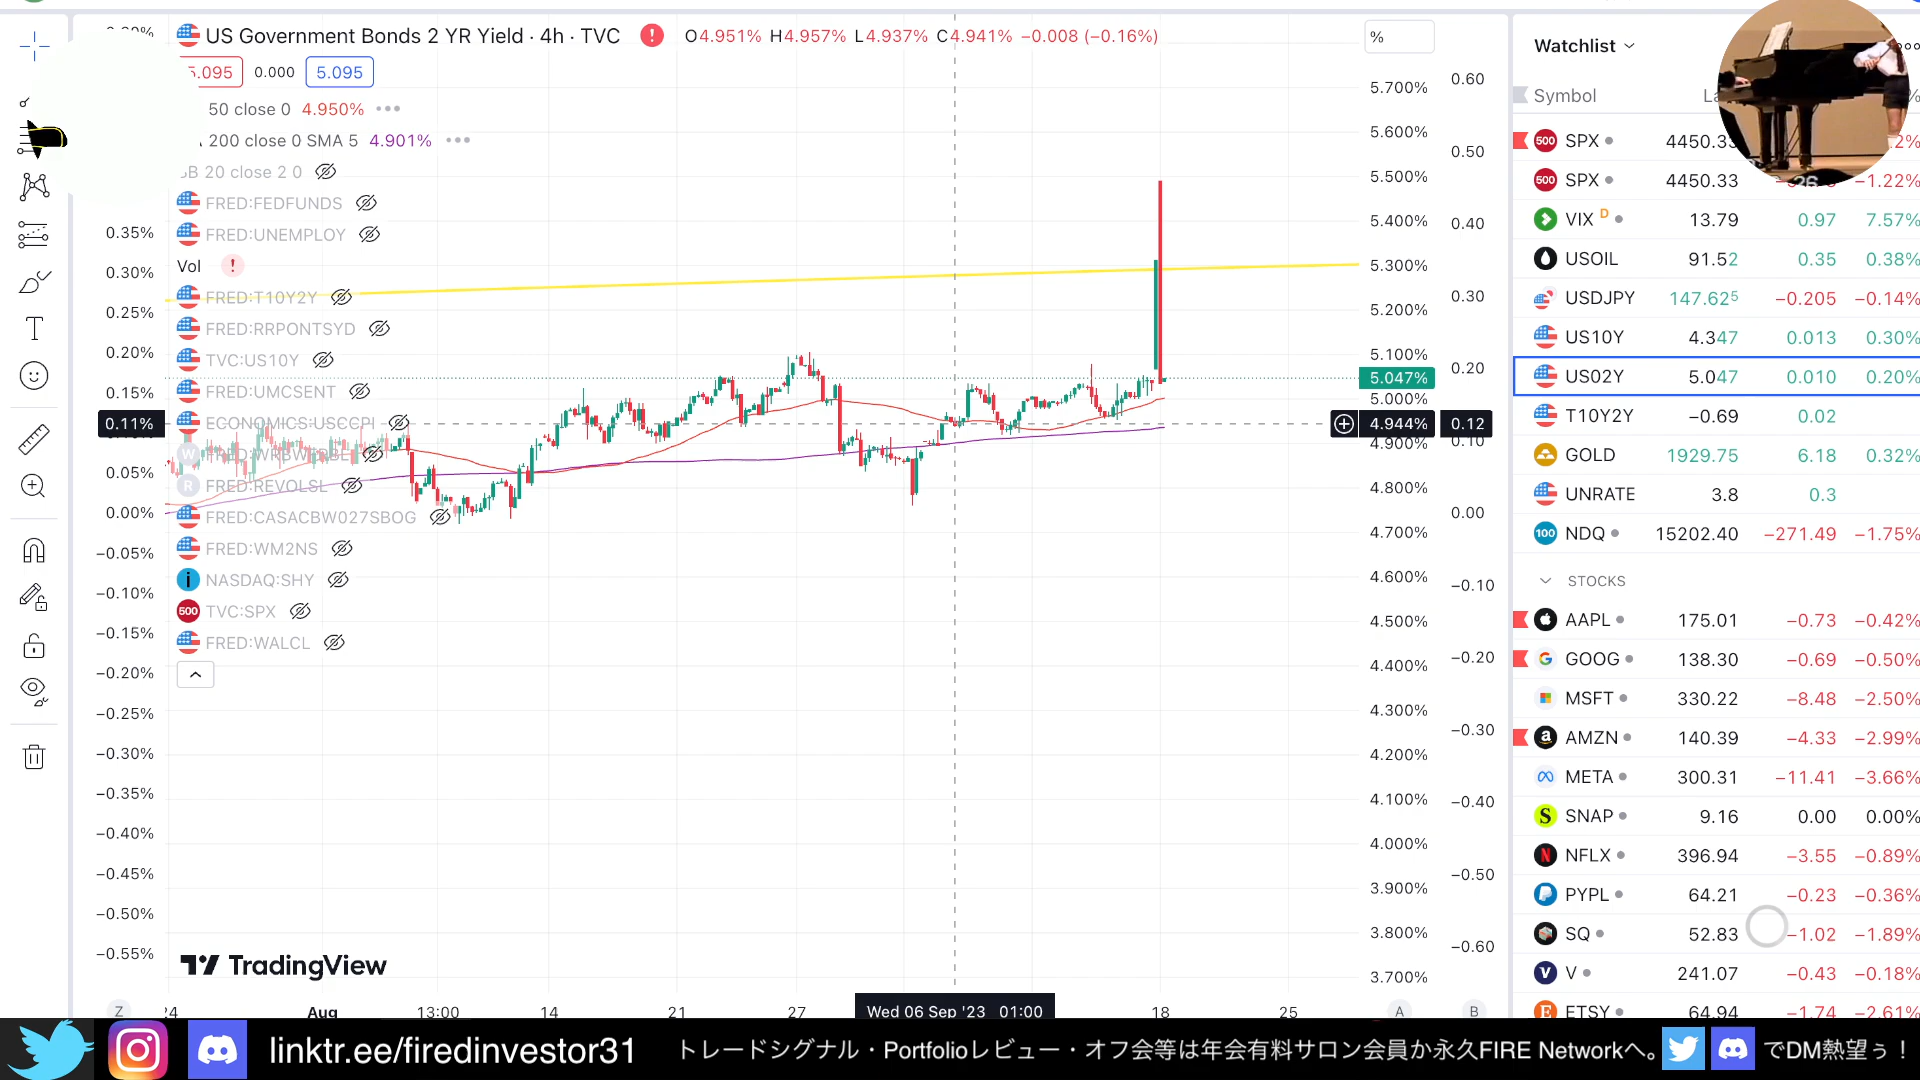 US Government Bonds 2 YR Yield · 4h · TVC O4.951% H4.957% L4.937% C4.941% −0.008 (−0.16%)
5.095 0.000 5.095
50 close 0 4.950%
200 close 0 SMA 5 4.901%
BB 20 close 2 0
FRED:FEDFUNDS
FRED:UNEMPLOY
Vol
FRED:T10Y2Y
FRED:RRPONTSYD
TVC:US10Y
FRED:UMCSENT
ECONOMICS:USCCPI
FRED:REVOLSL
FRED:CASACBW027SBOG
FRED:WM2NS
NASDAQ:SHY
TVC:SPX
FRED:WALCL
TradingView
0.35%
0.30%
0.25%
0.20%
0.15%
0.11%
0.05%
0.00%
−0.05%
−0.10%
−0.15%
−0.20%
−0.25%
−0.30%
−0.35%
−0.40%
−0.45%
−0.50%
−0.55%
%
5.700%
5.600%
5.500%
5.400%
5.300%
5.200%
5.100%
5.047%
5.000%
4.944%
4.900%
4.800%
4.700%
4.600%
4.500%
4.400%
4.300%
4.200%
4.100%
4.000%
3.900%
3.800%
3.700%
0.60
0.50
0.40
0.30
0.20
0.12
0.10
0.00
−0.10
−0.20
−0.30
−0.40
−0.50
−0.60
Z 24 Aug 13:00 14 21 27 Wed 06 Sep '23 01:00 18 25 A B
Watchlist
Symbol
SPX 4450.33
SPX 4450.33 −1.22%
VIX D 13.79 0.97 7.57%
USOIL 91.52 0.35 0.38%
USDJPY 147.625 −0.205 −0.14%
US10Y 4.347 0.013 0.30%
US02Y 5.047 0.010 0.20%
T10Y2Y −0.69 0.02
GOLD 1929.75 6.18 0.32%
UNRATE 3.8 0.3
NDQ 15202.40 −271.49 −1.75%
STOCKS
AAPL 175.01 −0.73 −0.42%
GOOG 138.30 −0.69 −0.50%
MSFT 330.22 −8.48 −2.50%
AMZN 140.39 −4.33 −2.99%
META 300.31 −11.41 −3.66%
SNAP 9.16 0.00 0.00%
NFLX 396.94 −3.55 −0.89%
PYPL 64.21 −0.23 −0.36%
SQ 52.83 −1.02 −1.89%
V 241.07 −0.43 −0.18%
ETSY 64.94 −1.74 −2.61%
linktr.ee/firedinvestor31 トレードシグナル・Portfolioレビュー・オフ会等は年会有料サロン会員か永久FIRE Networkへ。 でDM熱望ぅ！